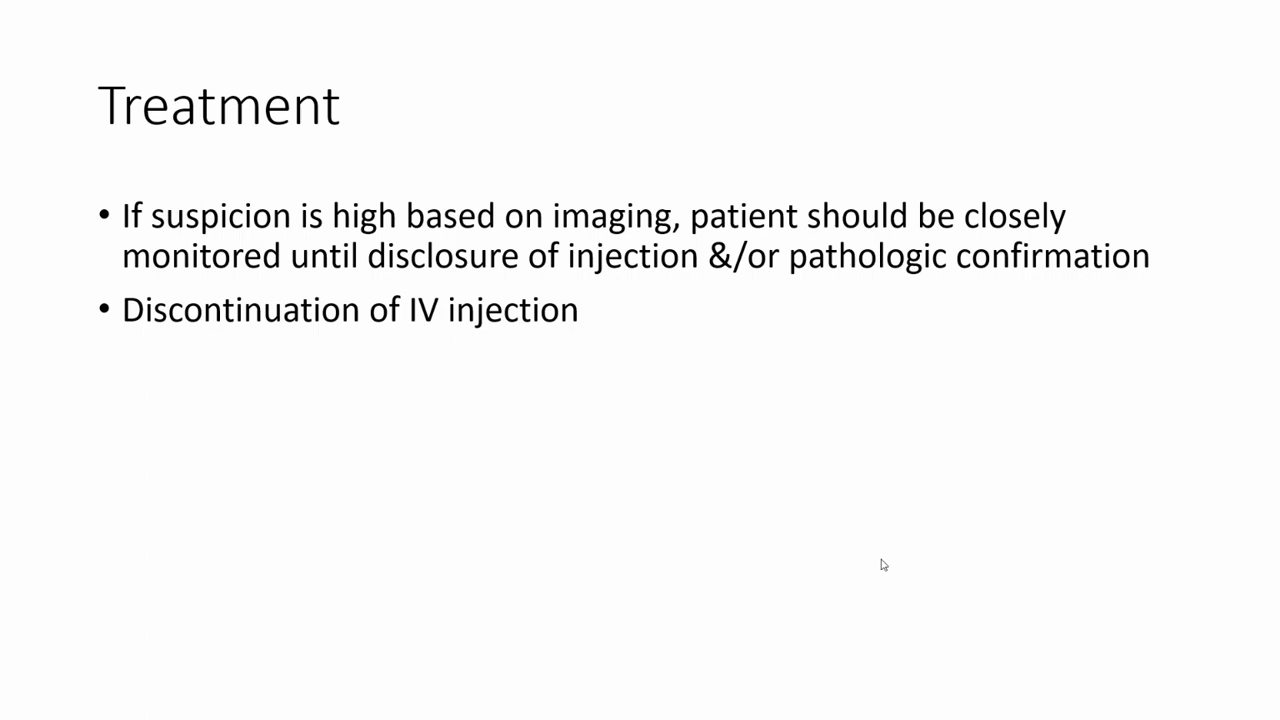 Treatment
• If suspicion is high based on imaging, patient should be closely
monitored until disclosure of injection &/or pathologic confirmation
• Discontinuation of IV injection